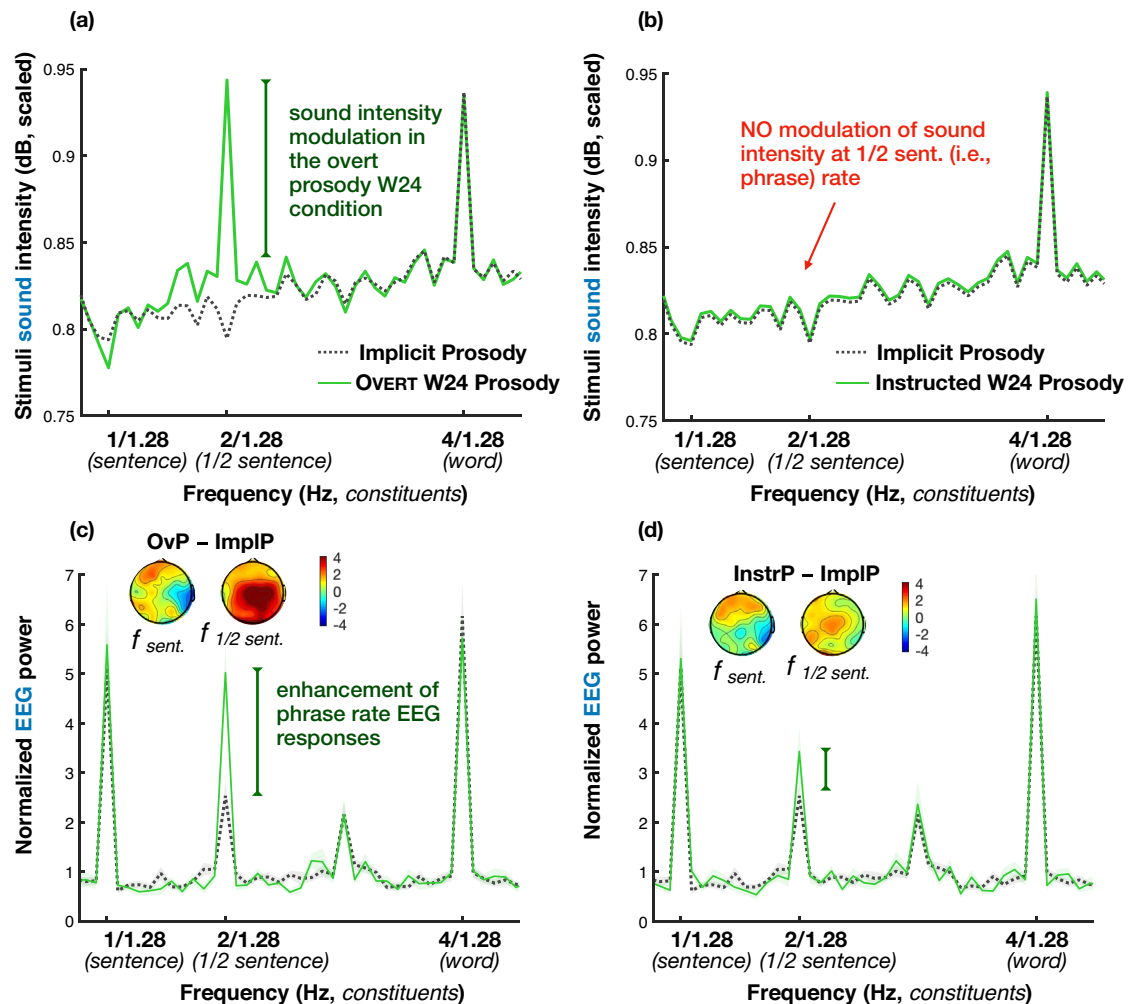 (a)
Stimuli sound intensity (dB, scaled)
0.95
0.9
0.85
0.8
0.75
sound intensity
modulation in
the overt
prosody W24
condition
Implicit Prosody
OVERT W24 Prosody
1/1.28
(sentence)
2/1.28
(1/2 sentence)
4/1.28
(word)
Frequency (Hz, constituents)
(b)
Stimuli sound intensity (dB, scaled)
0.95
0.9
0.85
0.8
0.75
NO modulation of sound
intensity at 1/2 sent. (i.e.,
phrase) rate
Implicit Prosody
Instructed W24 Prosody
1/1.28
(sentence)
2/1.28
(1/2 sentence)
4/1.28
(word)
Frequency (Hz, constituents)
(c)
OvP – ImplP
4
2
0
-2
-4
f sent.
f 1/2 sent.
Normalized EEG power
7
6
5
4
3
2
1
0
enhancement of
phrase rate EEG
responses
1/1.28
(sentence)
2/1.28
(1/2 sentence)
4/1.28
(word)
Frequency (Hz, constituents)
(d)
InstrP – ImplP
4
2
0
-2
-4
f sent.
f 1/2 sent.
Normalized EEG power
7
6
5
4
3
2
1
0
1/1.28
(sentence)
2/1.28
(1/2 sentence)
4/1.28
(word)
Frequency (Hz, constituents)